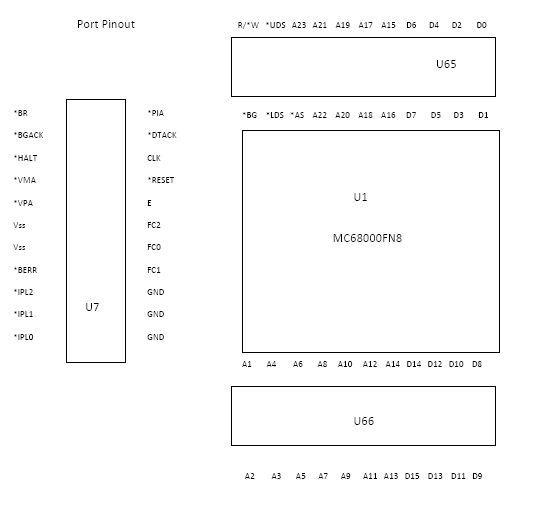 Port Pinout
R/*W *UDS A23 A21 A19 A17 A15 D6 D4 D2 D0
U65
*BG *LDS *AS A22 A20 A18 A16 D7 D5 D3 D1
*BR *PIA
*BGACK *DTACK
*HALT CLK
*VMA *RESET
*VPA E
Vss FC2
Vss FC0
*BERR FC1
*IPL2 GND
*IPL1 GND
*IPL0 GND
U7
U1
MC68000FN8
A1 A4 A6 A8 A10 A12 A14 D14 D12 D10 D8
U66
A2 A3 A5 A7 A9 A11 A13 D15 D13 D11 D9